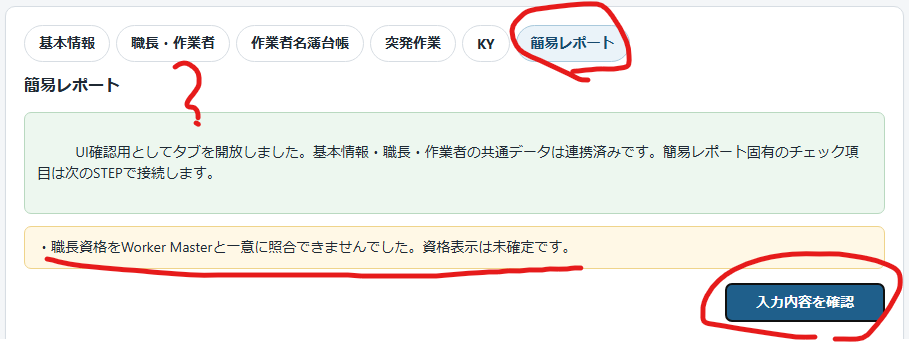 基本情報 職長・作業者 作業者名簿台帳 突発作業 KY 簡易レポート
?
簡易レポート
UI確認用としてタブを開放しました。基本情報・職長・作業者の共通データは連携済みです。簡易レポート固有のチェック項
目は次のSTEPで接続します。
・職長資格をWorker Masterと一意に照合できませんでした。資格表示は未確定です。
入力内容を確認